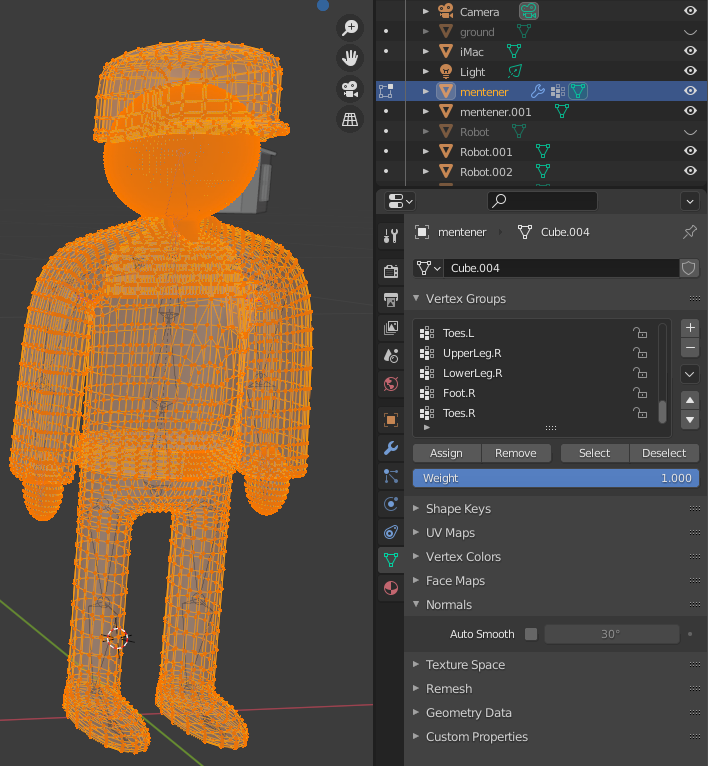 Camera
ground
iMac
Light
mentener
mentener.001
Robot
Robot.001
Robot.002
mentener Cube.004
Cube.004
Vertex Groups
Toes.L
UpperLeg.R
LowerLeg.R
Foot.R
Toes.R
Assign Remove Select Deselect
Weight 1.000
Shape Keys
UV Maps
Vertex Colors
Face Maps
Normals
Auto Smooth 30°
Texture Space
Remesh
Geometry Data
Custom Properties